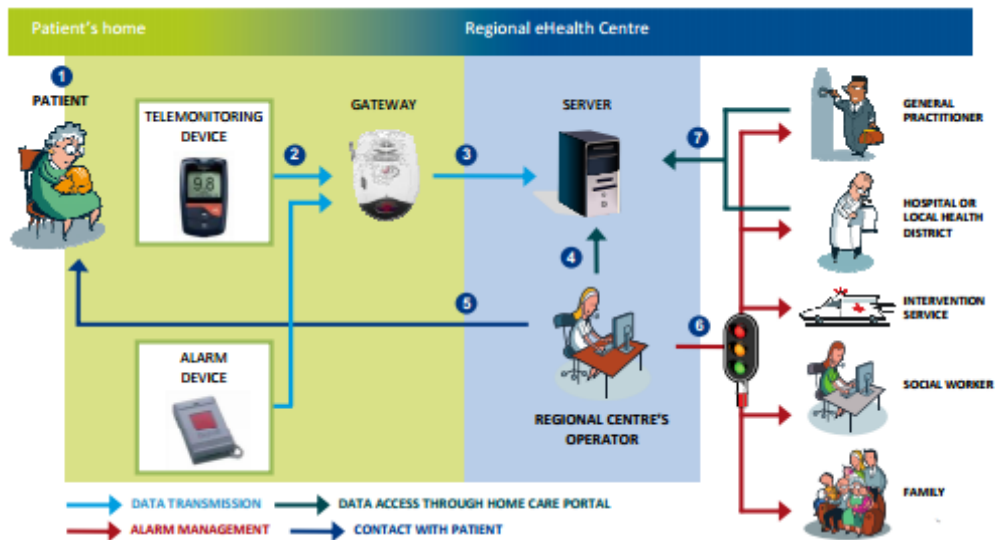 Patient's home
Regional eHealth Centre
1
PATIENT
TELEMONITORING
DEVICE
9.8
2
GATEWAY
3
SERVER
7
GENERAL
PRACTITIONER
HOSPITAL OR
LOCAL HEALTH
DISTRICT
4
5
6
INTERVENTION
SERVICE
ALARM
DEVICE
REGIONAL CENTRE'S
OPERATOR
SOCIAL WORKER
FAMILY
DATA TRANSMISSION
DATA ACCESS THROUGH HOME CARE PORTAL
ALARM MANAGEMENT
CONTACT WITH PATIENT